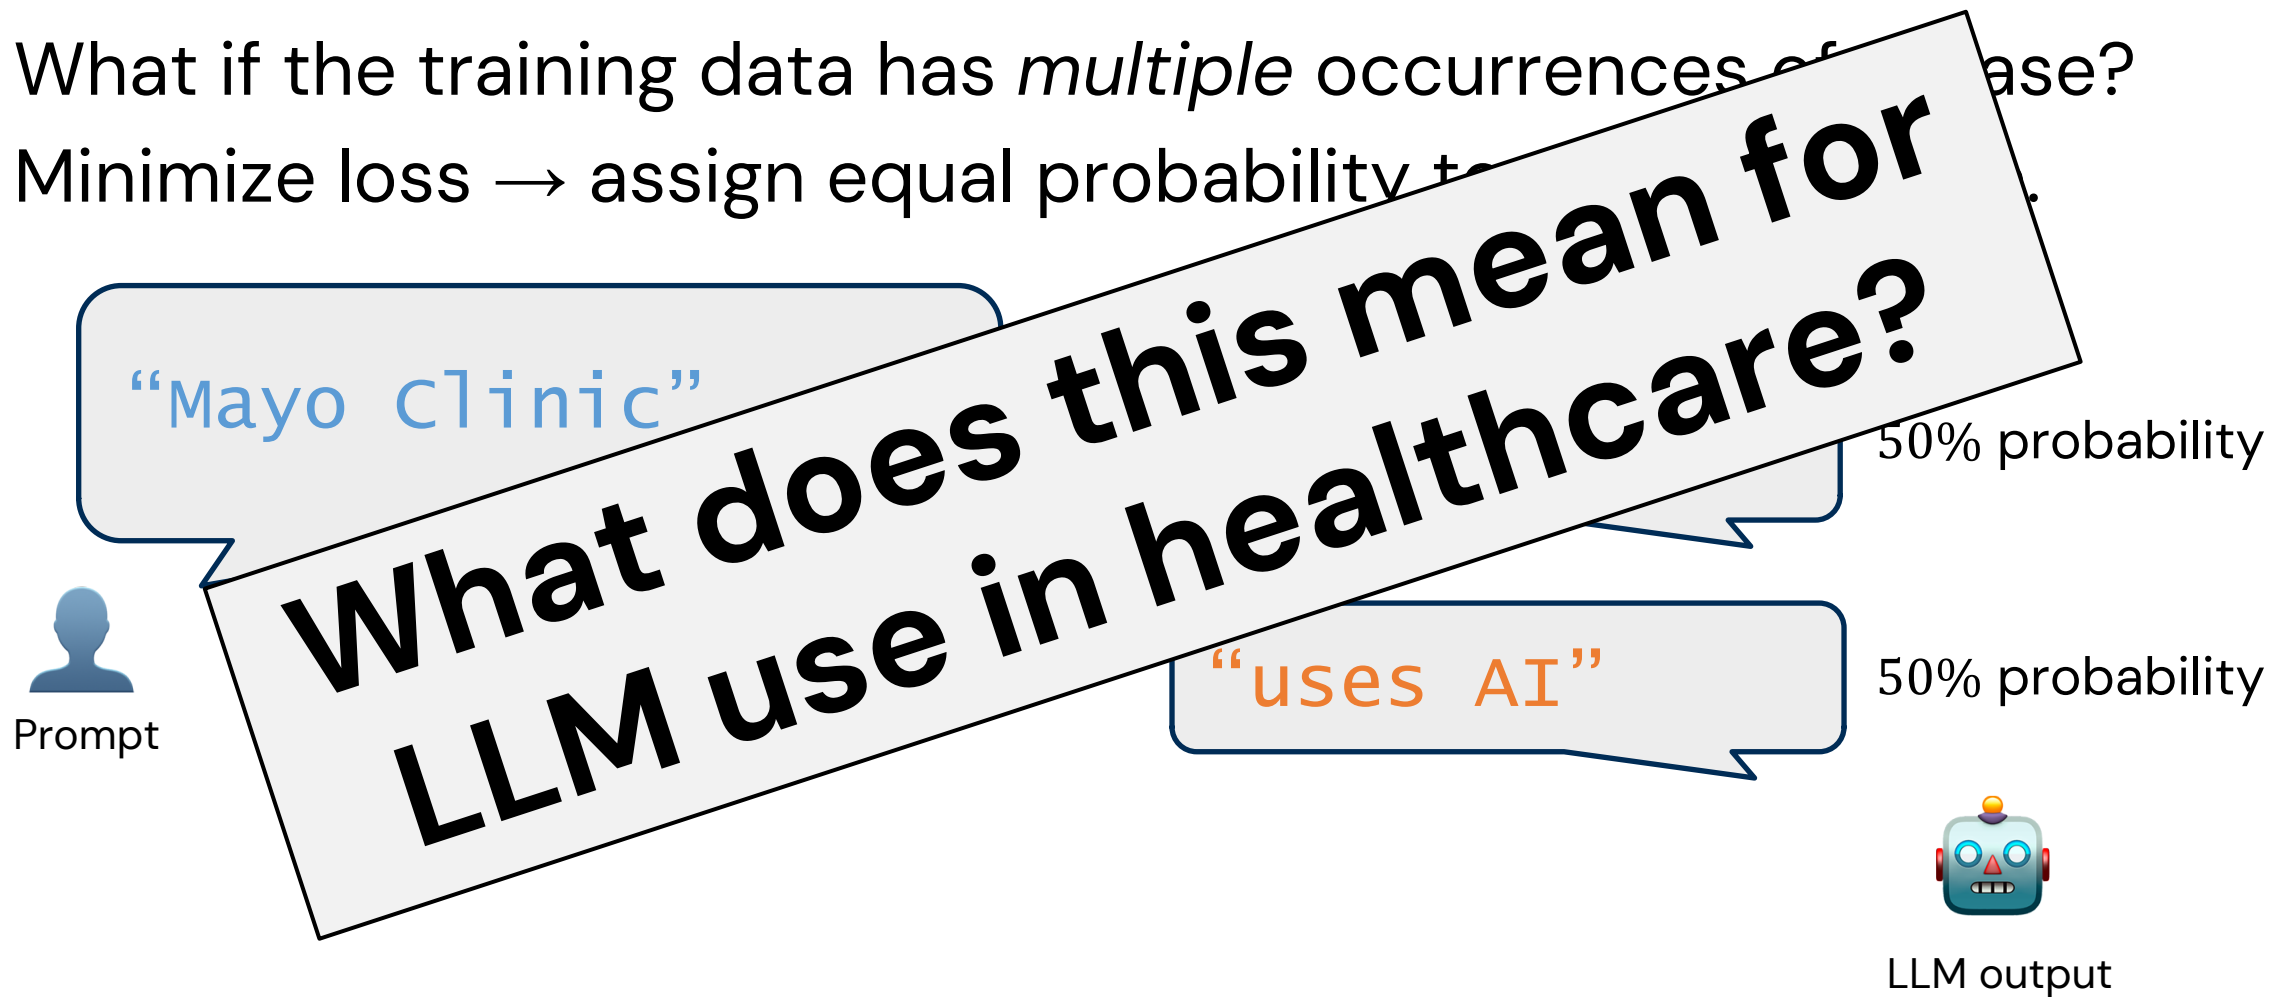 What if the training data has multiple occurrences of ase?
Minimize loss → assign equal probability to
“Mayo Clinic”
What does this mean for
LLM use in healthcare?
50% probability
“uses AI”
50% probability
Prompt
LLM output